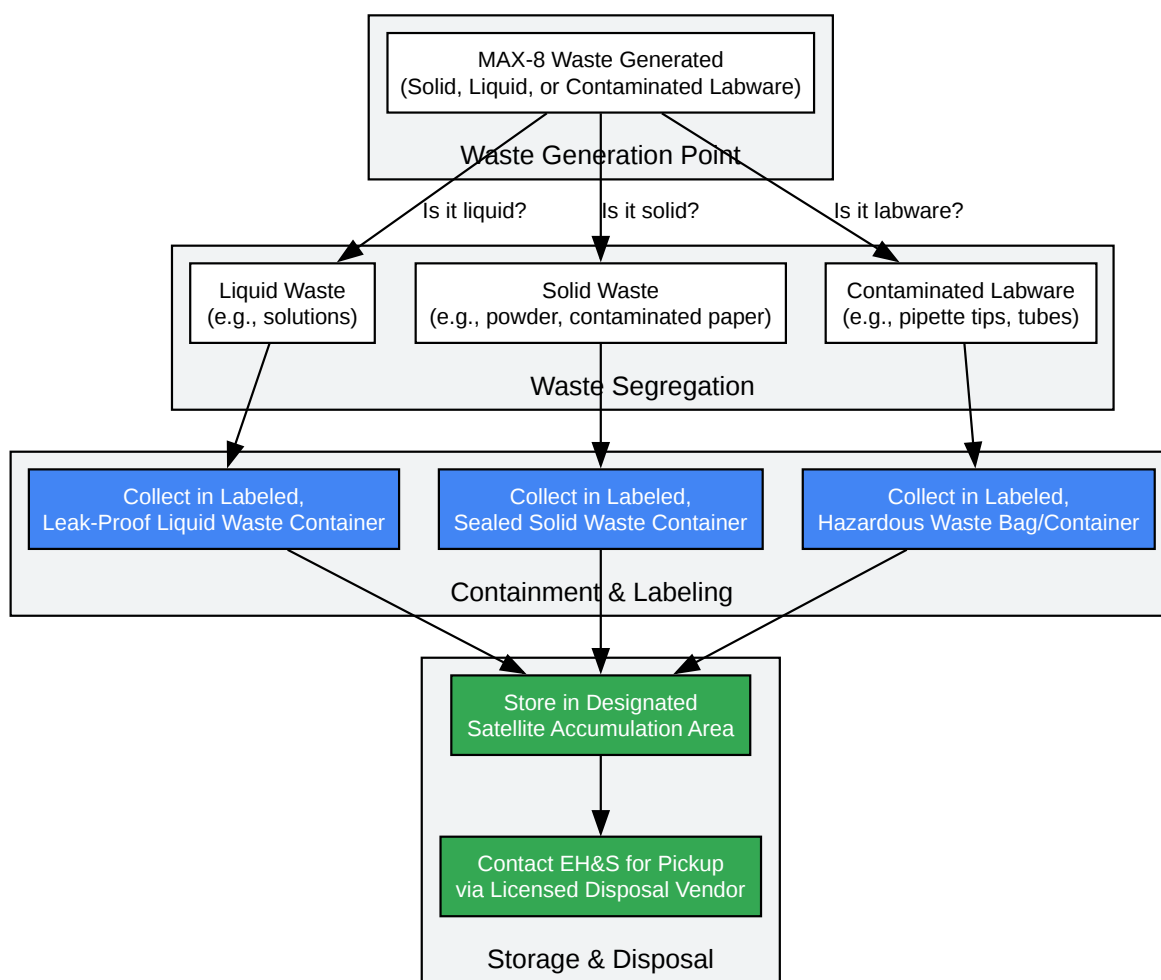 MAX-8 Waste Generated
(Solid, Liquid, or Contaminated Labware)
Waste Generation Point
Is it liquid?
Is it solid?
Is it labware?
Liquid Waste
(e.g., solutions)
Solid Waste
(e.g., powder, contaminated paper)
Contaminated Labware
(e.g., pipette tips, tubes)
Waste Segregation
Collect in Labeled,
Leak-Proof Liquid Waste Container
Collect in Labeled,
Sealed Solid Waste Container
Collect in Labeled,
Hazardous Waste Bag/Container
Containment & Labeling
Store in Designated
Satellite Accumulation Area
Contact EH&S for Pickup
via Licensed Disposal Vendor
Storage & Disposal